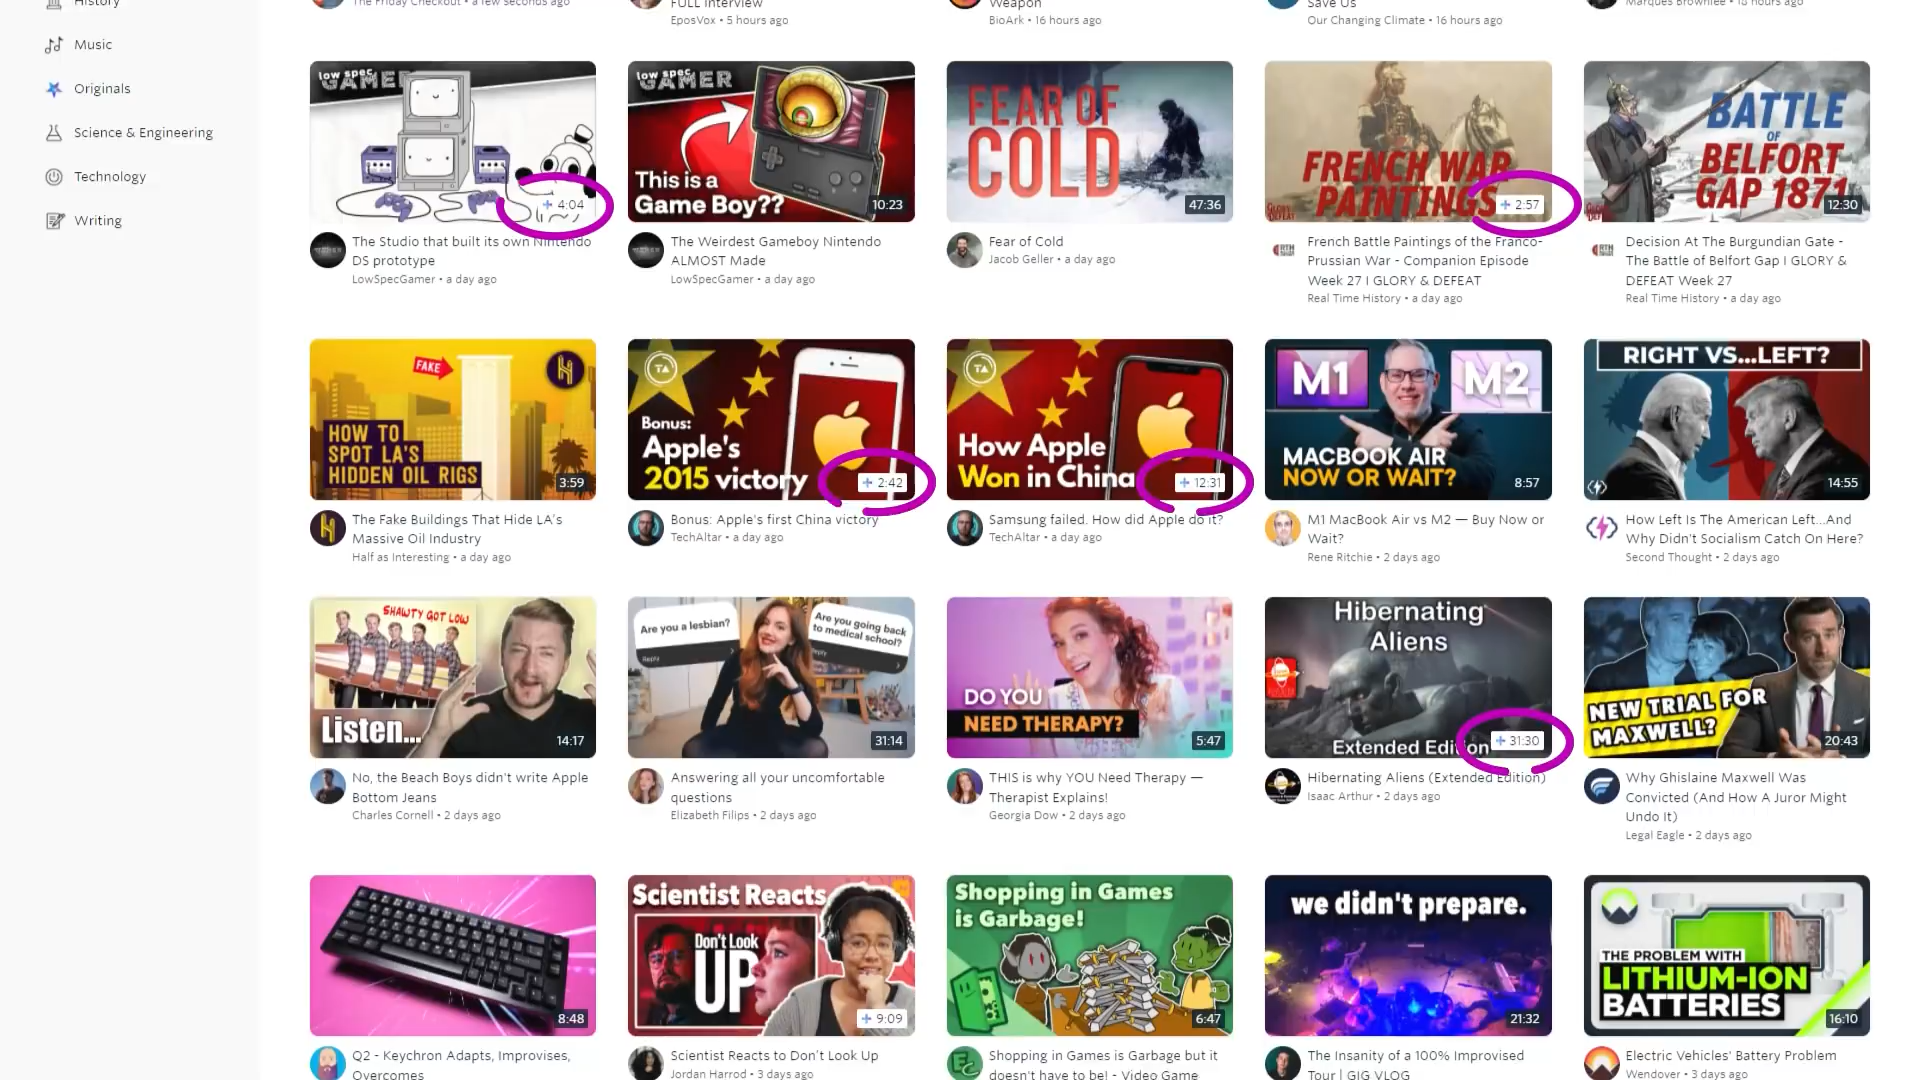 History
Music
Originals
Science & Engineering
Technology
Writing
The Friday Checkout • a few seconds ago
FULL Interview
EposVox • 5 hours ago
Weapon
BioArk • 16 hours ago
Save Us
Our Changing Climate • 16 hours ago
Marques Brownlee • 18 hours ago
low spec
GAMER
+ 4:04
The Studio that built its own Nintendo
DS prototype
LowSpecGamer • a day ago
low spec
GAMER
This is a
Game Boy??
10:23
The Weirdest Gameboy Nintendo
ALMOST Made
LowSpecGamer • a day ago
FEAR OF
COLD
47:36
Fear of Cold
Jacob Geller • a day ago
FRENCH WAR
PAINTINGS
GLORY
DEFEAT
+ 2:57
French Battle Paintings of the Franco-
Prussian War - Companion Episode
Week 27 I GLORY & DEFEAT
Real Time History • a day ago
BATTLE
OF
BELFORT
GAP 1871
12:30
Decision At The Burgundian Gate -
The Battle of Belfort Gap I GLORY &
DEFEAT Week 27
Real Time History • a day ago
FAKE
HOW TO
SPOT LA'S
HIDDEN OIL RIGS
3:59
The Fake Buildings That Hide LA's
Massive Oil Industry
Half as Interesting • a day ago
TA
Bonus:
Apple's
2015 victory
+ 2:42
Bonus: Apple's first China victory
TechAltar • a day ago
TA
How Apple
Won in China
+ 12:31
Samsung failed. How did Apple do it?
TechAltar • a day ago
M1
M2
MACBOOK AIR
NOW OR WAIT?
8:57
M1 MacBook Air vs M2 — Buy Now or
Wait?
Rene Ritchie • 2 days ago
RIGHT VS...LEFT?
14:55
How Left Is The American Left...And
Why Didn't Socialism Catch On Here?
Second Thought • 2 days ago
SHAWTY GOT LOW
Listen...
14:17
No, the Beach Boys didn't write Apple
Bottom Jeans
Charles Cornell • 2 days ago
Are you a lesbian?
Reply
Are you going back
to medical school?
Reply
31:14
Answering all your uncomfortable
questions
Elizabeth Filips • 2 days ago
DO YOU
NEED THERAPY?
5:47
THIS is why YOU Need Therapy —
Therapist Explains!
Georgia Dow • 2 days ago
Hibernating
Aliens
Extended Edition
+ 31:30
Hibernating Aliens (Extended Edition)
Isaac Arthur • 2 days ago
NEW TRIAL FOR
MAXWELL?
20:43
Why Ghislaine Maxwell Was
Convicted (And How A Juror Might
Undo It)
Legal Eagle • 2 days ago
8:48
Q2 - Keychron Adapts, Improvises,
Overcomes
Scientist Reacts
Don't Look
UP
+ 9:09
Scientist Reacts to Don't Look Up
Jordan Harrod • 3 days ago
Shopping in Games
is Garbage!
6:47
Shopping in Games is Garbage but it
doesn't have to be! - Video Game
we didn't prepare.
21:32
The Insanity of a 100% Improvised
Tour | GIG VLOG
THE PROBLEM WITH
LITHIUM-ION
BATTERIES
16:10
Electric Vehicles' Battery Problem
Wendover • 3 days ago